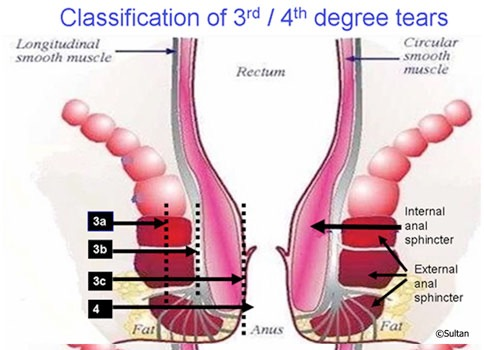 Classification of 3rd / 4th degree tears
Longitudinal
smooth muscle
Rectum
Circular
smooth
muscle
3a
3b
3c
4
Internal
anal
sphincter
External
anal
sphincter
Fat
Anus
Fat
©Sultan